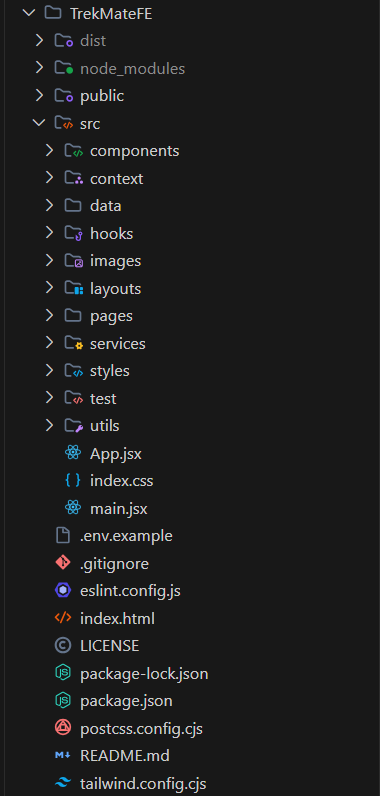 TrekMateFE
dist
node_modules
public
src
components
context
data
hooks
images
layouts
pages
services
styles
test
utils
App.jsx
index.css
main.jsx
.env.example
.gitignore
eslint.config.js
index.html
LICENSE
package-lock.json
package.json
postcss.config.cjs
README.md
tailwind.config.cjs